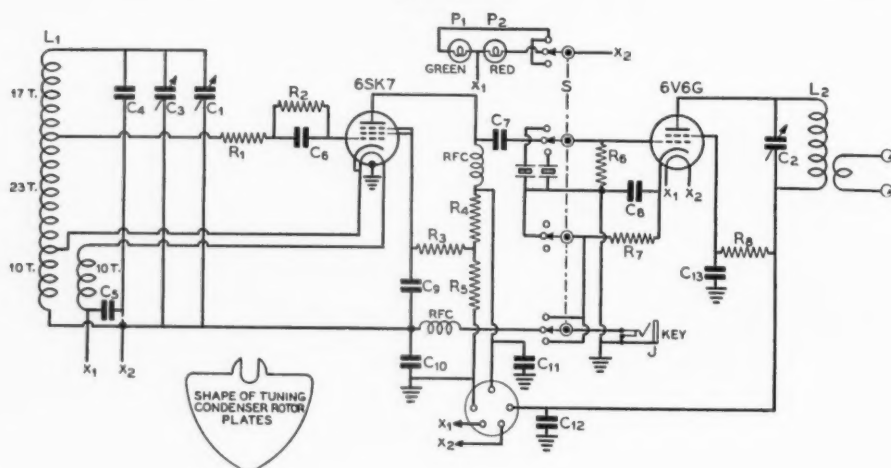 P1 P2
GREEN RED
X1
X2
S
L1
17 T.
23 T.
10 T.
10 T.
C4
C3
C1
R1
R2
C6
6SK7
C5
X1
X2
SHAPE OF TUNING
CONDENSER ROTOR
PLATES
RFC
C7
R4
R3
R5
C9
RFC
C10
C11
X1
X2
R6
C8
R7
6V6G
X1 X2
KEY
J
C12
C13
R8
C2
L2